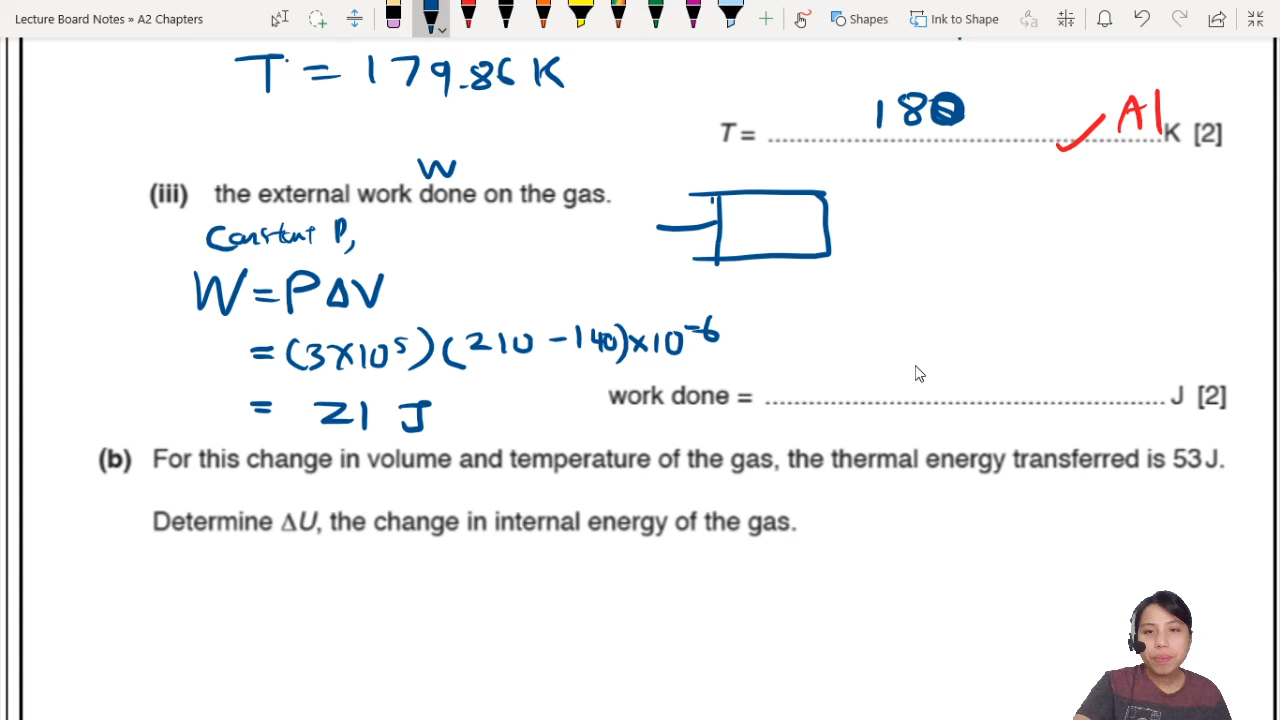 Lecture Board Notes » A2 Chapters
Shapes
Ink to Shape
T = 179.86 K
T = 180 K [2]
A1
W
(iii) the external work done on the gas.
Constant P,
W = PΔV
= (3×10⁵)(210 – 140)×10⁻⁶
= 21 J
work done = J [2]
(b) For this change in volume and temperature of the gas, the thermal energy transferred is 53 J.
Determine ΔU, the change in internal energy of the gas.